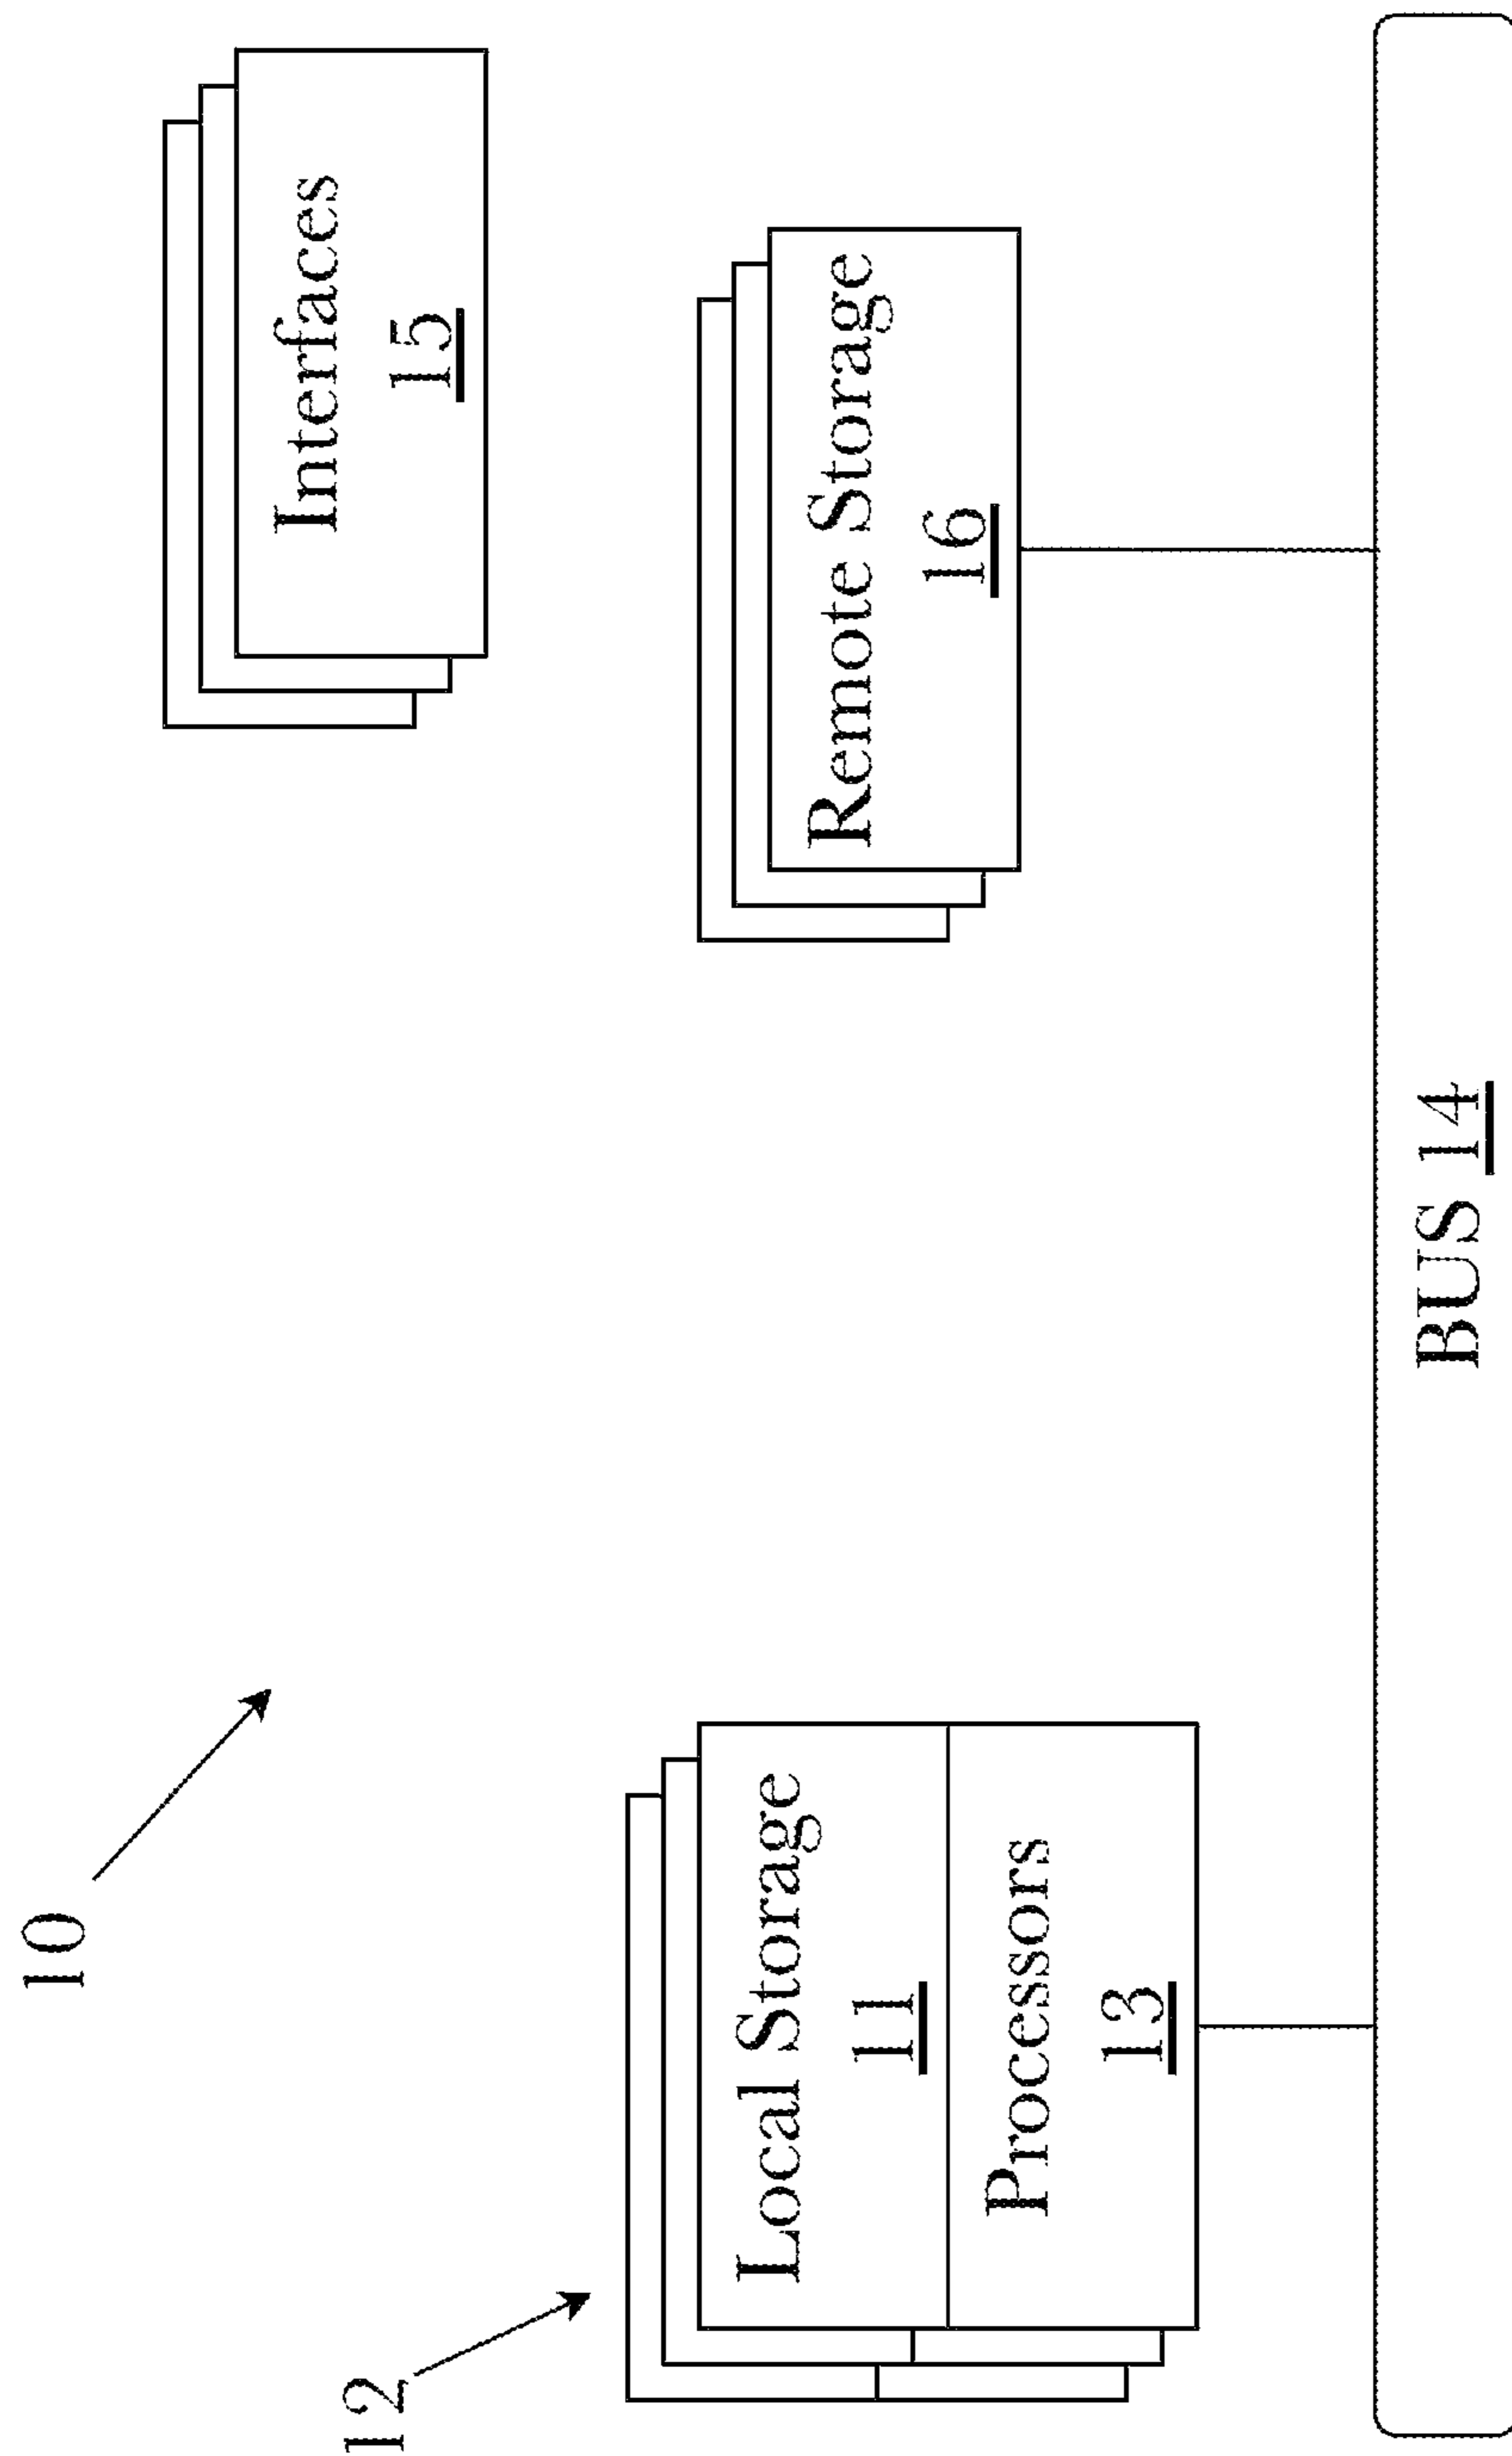 10
12
Interfaces
15
Local Storage
11
Processors
13
Remote Storage
16
BUS 14